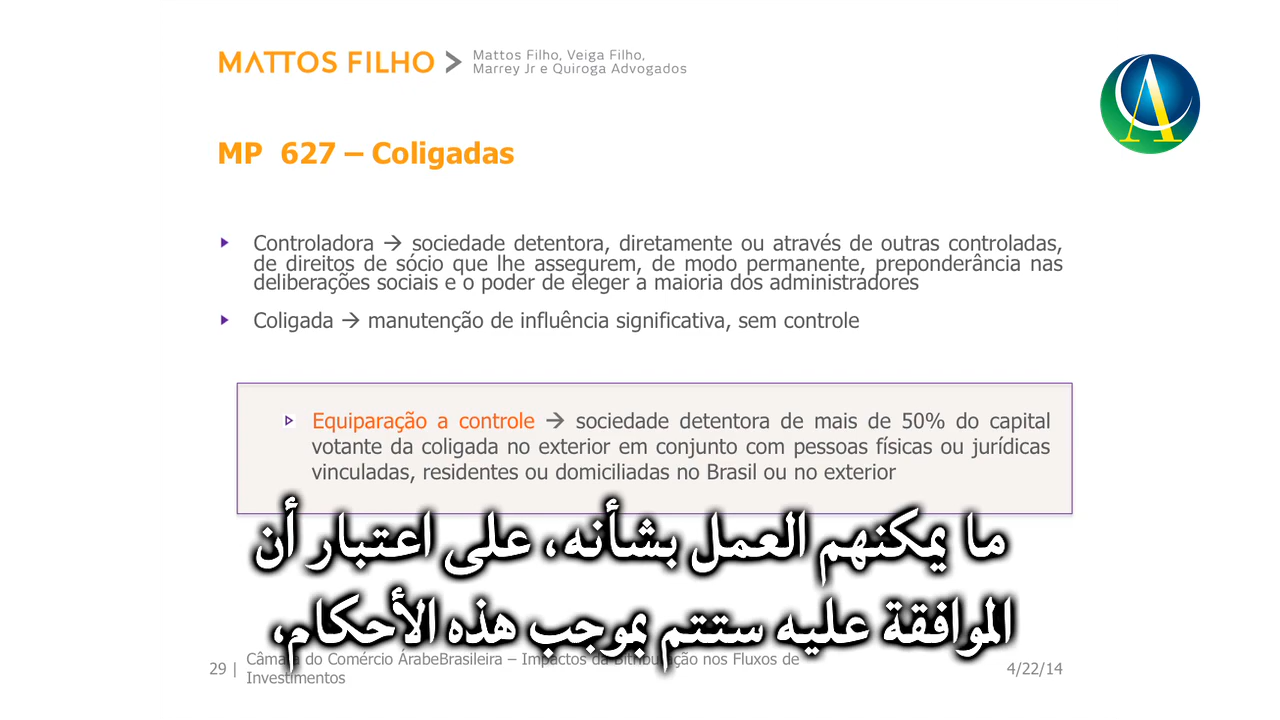 MATTOS FILHO > Mattos Filho, Veiga Filho,
Marrey Jr e Quiroga Advogados
A
MP 627 – Coligadas
Controladora → sociedade detentora, diretamente ou através de outras controladas,
de direitos de sócio que lhe assegurem, de modo permanente, preponderância nas
deliberações sociais e o poder de eleger a maioria dos administradores
Coligada → manutenção de influência significativa, sem controle
Equiparação a controle → sociedade detentora de mais de 50% do capital
votante da coligada no exterior em conjunto com pessoas físicas ou jurídicas
vinculadas, residentes ou domiciliadas no Brasil ou no exterior
ما يمكنهم العمل بشأنه، على اعتبار أن
الموافقة عليه ستتم بموجب هذه الأحكام،
29 | Câmara do Comércio ÁrabeBrasileira – Impactos da Bitributação nos Fluxos de
Investimentos
4/22/14